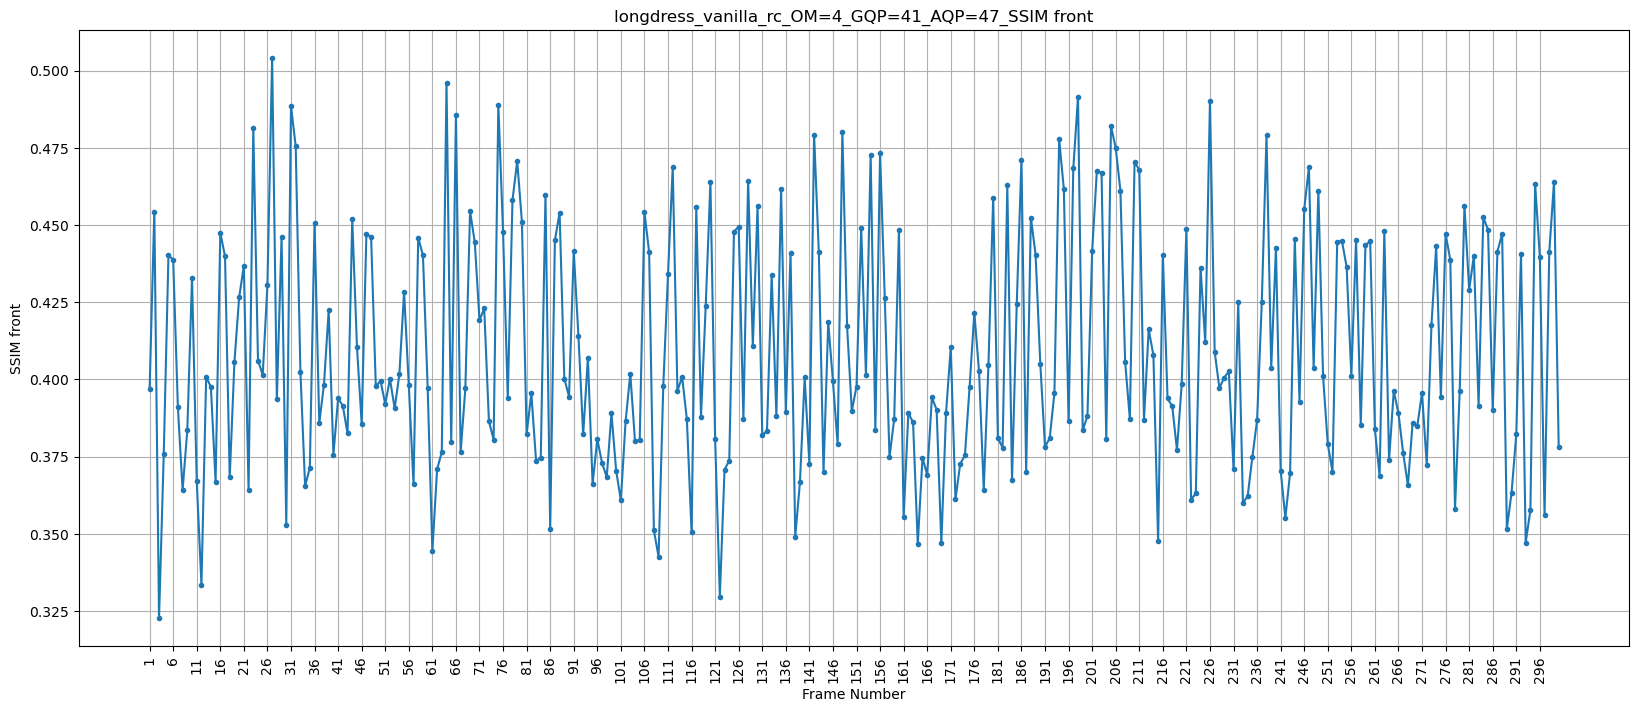 longdress_vanilla_rc_OM=4_GQP=41_AQP=47_SSIM front
0.500
0.475
0.450
0.425
0.400
0.375
0.350
0.325
SSIM front
1 6 11 16 21 26 31 36 41 46 51 56 61 66 71 76 81 86 91 96 101 106 111 116 121 126 131 136 141 146 151 156 161 166 171 176 181 186 191 196 201 206 211 216 221 226 231 236 241 246 251 256 261 266 271 276 281 286 291 296
Frame Number